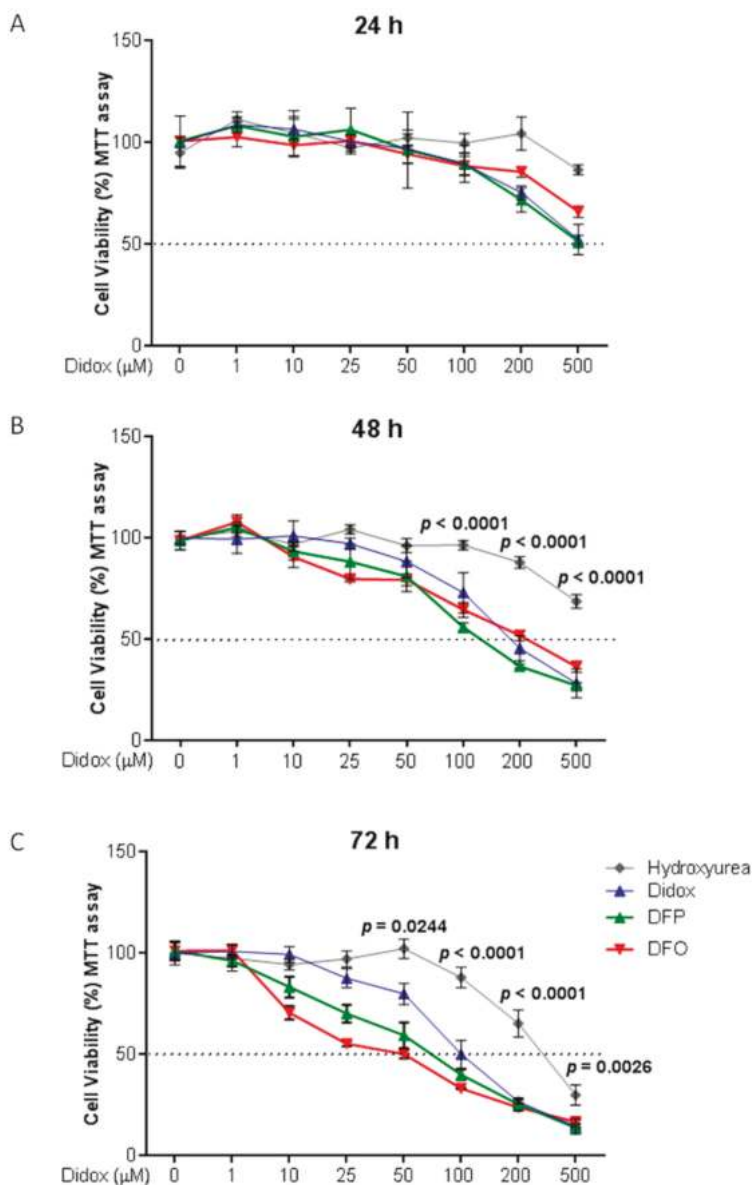 A
24 h
Cell Viability (%) MTT assay
150
100
50
0
Didox (μM)
0 1 10 25 50 100 200 500
B
48 h
Cell Viability (%) MTT assay
150
100
50
0
p < 0.0001
p < 0.0001
p < 0.0001
Didox (μM)
0 1 10 25 50 100 200 500
C
72 h
Cell Viability (%) MTT assay
150
100
50
0
p = 0.0244
p < 0.0001
p < 0.0001
p = 0.0026
Hydroxyurea
Didox
DFP
DFO
Didox (μM)
0 1 10 25 50 100 200 500